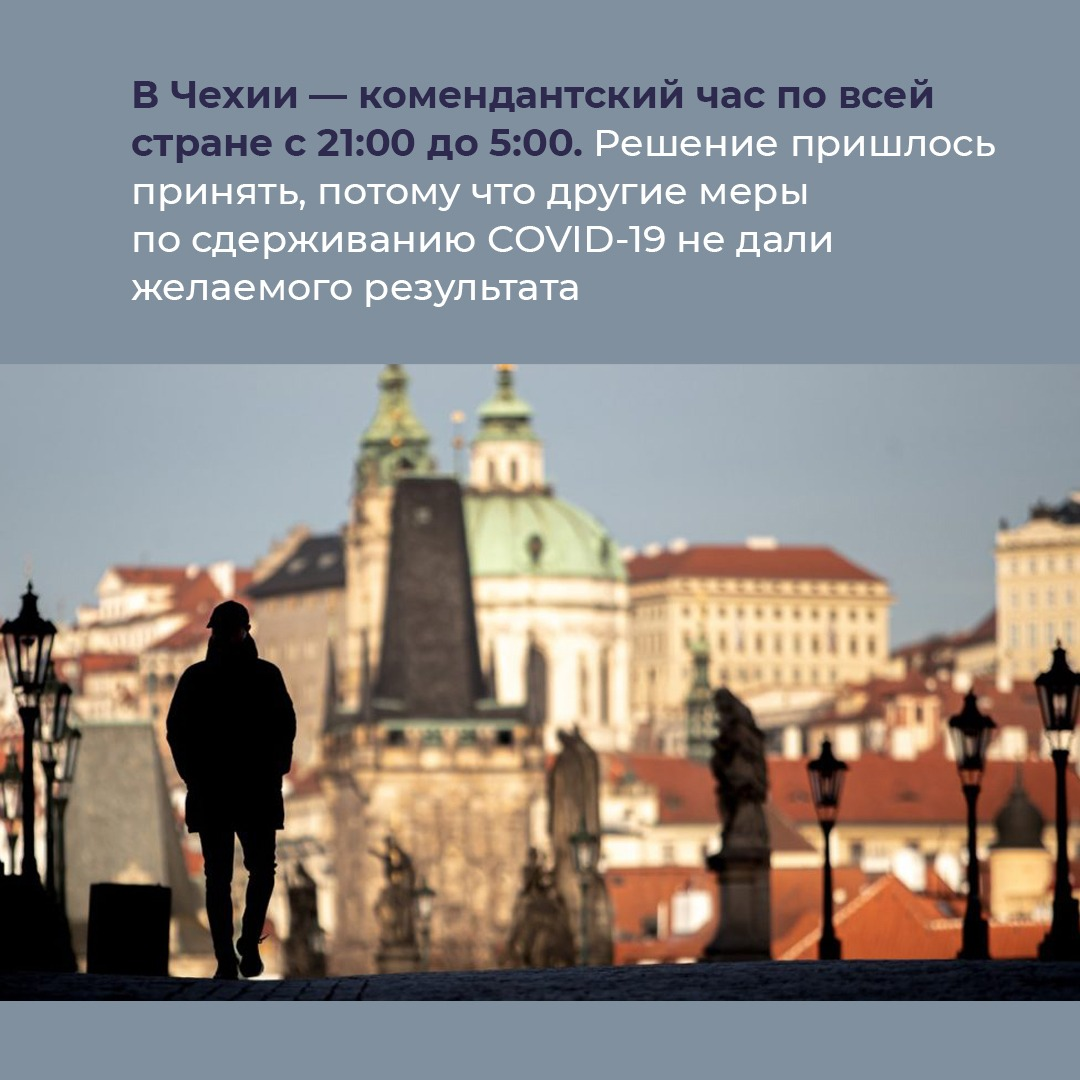 В Чехии — комендантский час по всей
стране с 21:00 до 5:00. Решение пришлось
принять, потому что другие меры
по сдерживанию COVID-19 не дали
желаемого результата